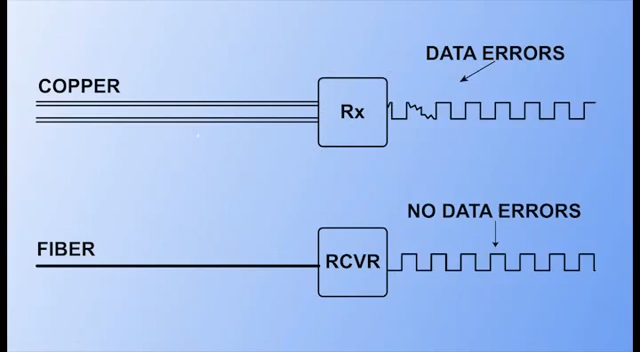 DATA ERRORS
COPPER
Rx
NO DATA ERRORS
FIBER
RCVR